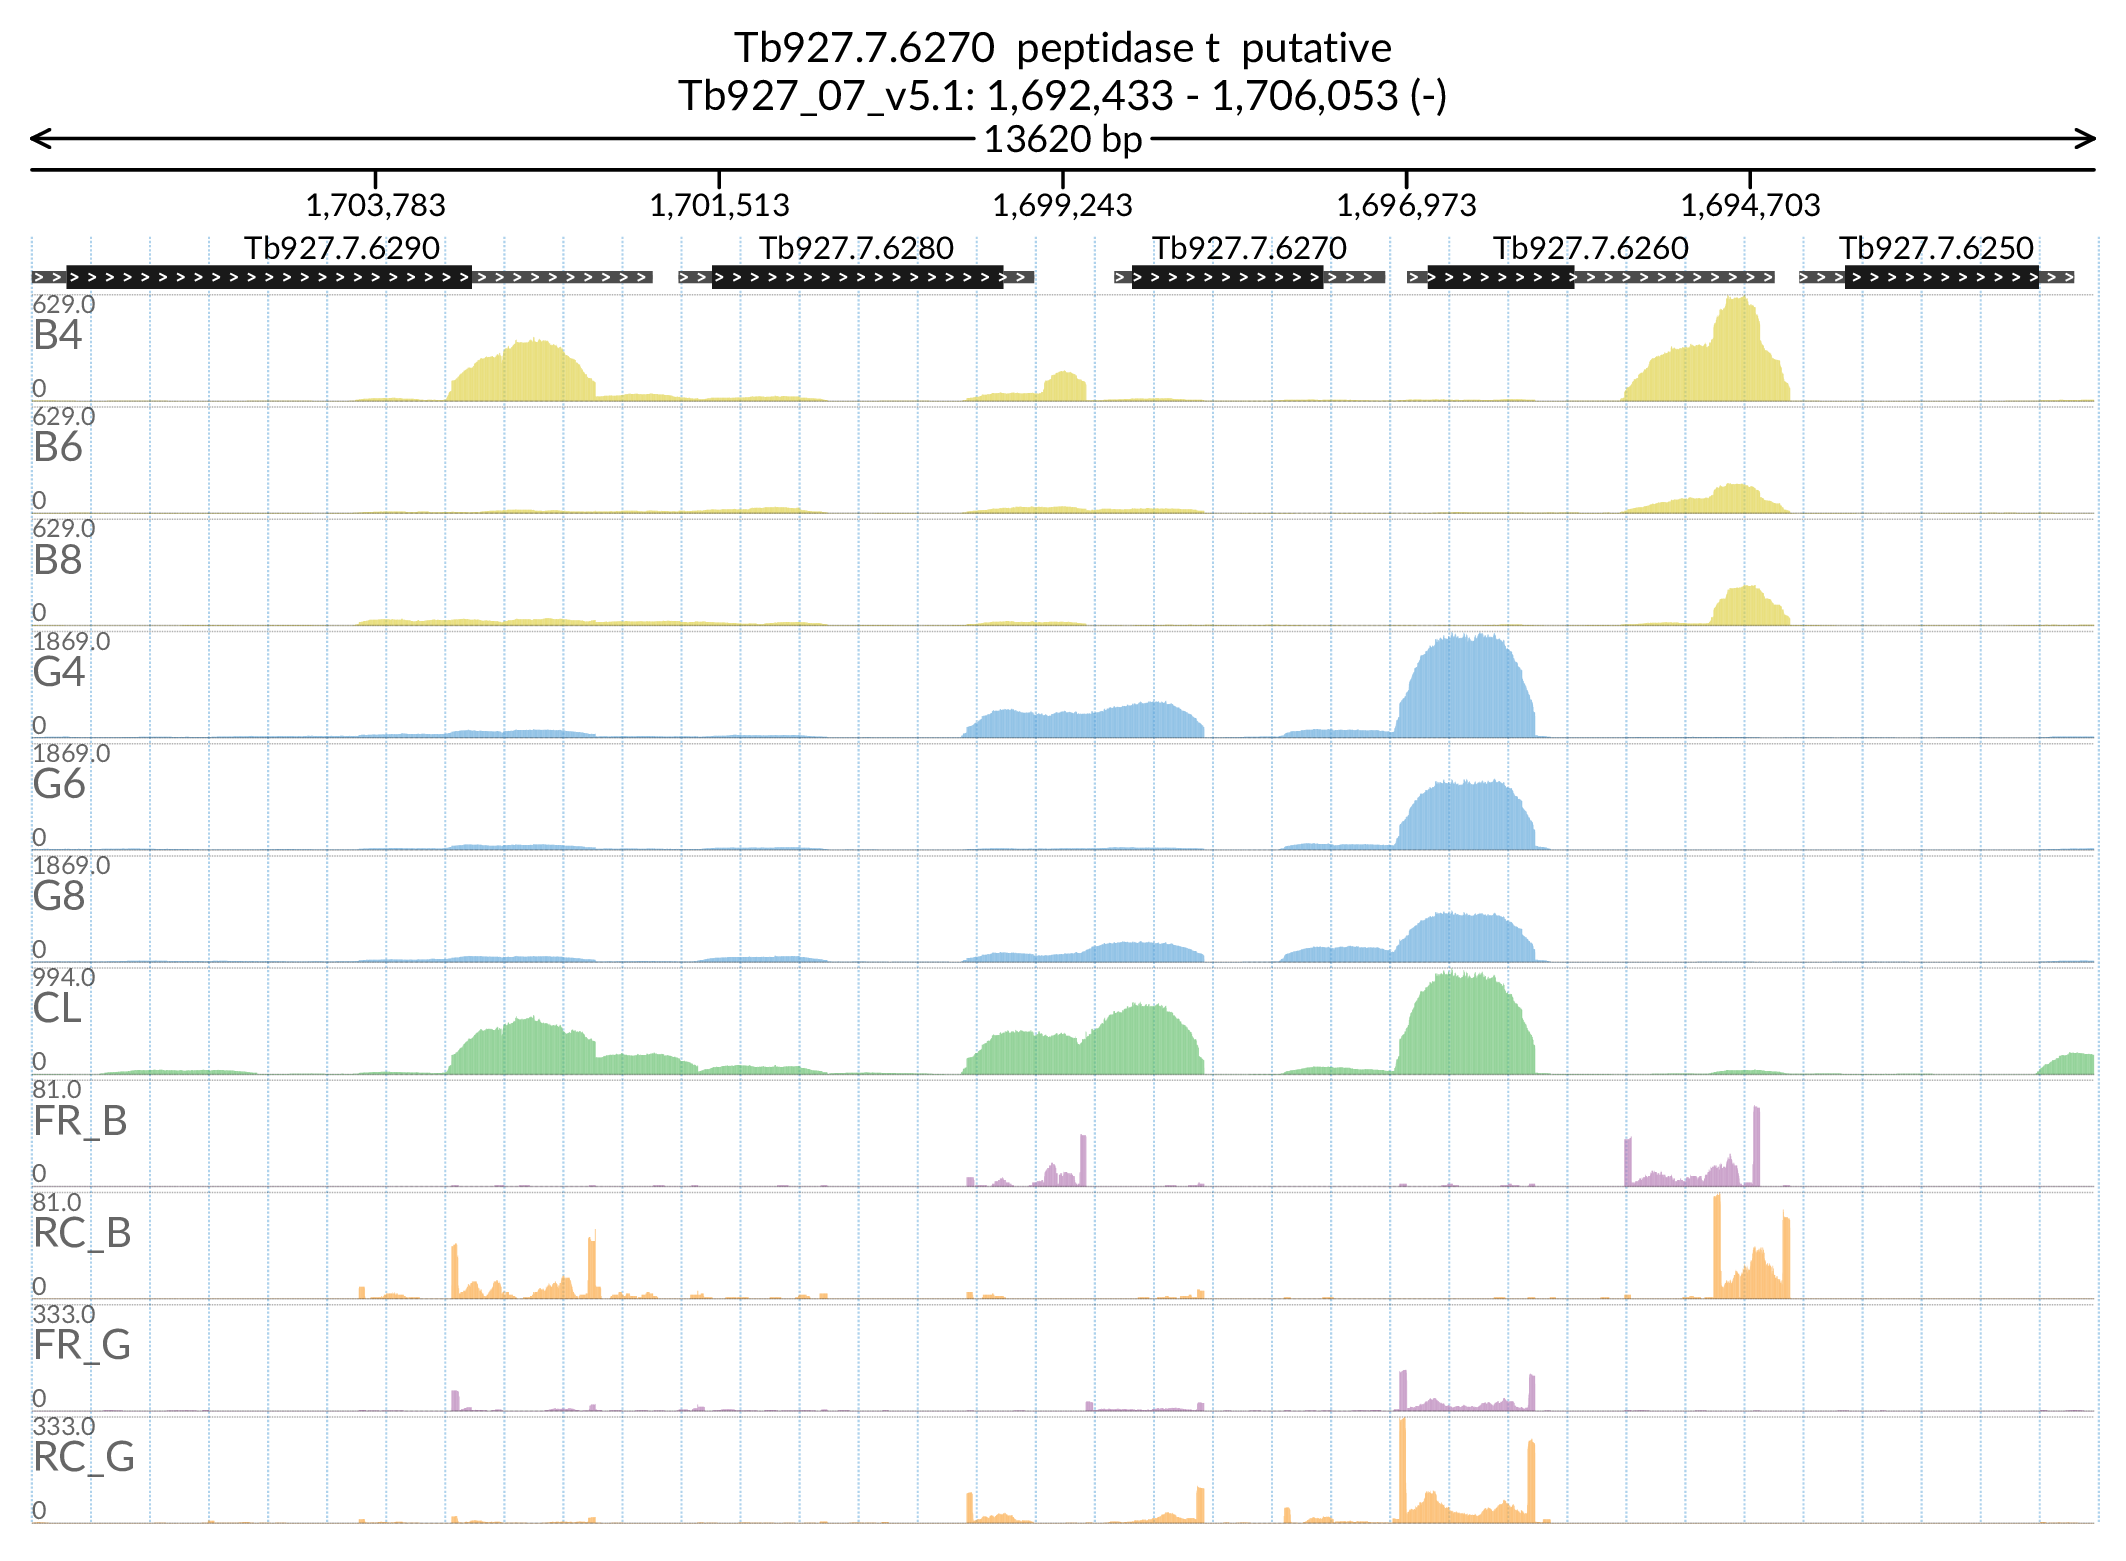 Tb927.7.6270 peptidase t putative
Tb927_07_v5.1: 1,692,433 - 1,706,053 (-)
13620 bp
1,703,783 1,701,513 1,699,243 1,696,973 1,694,703
Tb927.7.6290 Tb927.7.6280 Tb927.7.6270 Tb927.7.6260 Tb927.7.6250
629.0
B4
0
629.0
B6
0
629.0
B8
0
1869.0
G4
0
1869.0
G6
0
1869.0
G8
0
994.0
CL
0
81.0
FR_B
0
81.0
RC_B
0
333.0
FR_G
0
333.0
RC_G
0